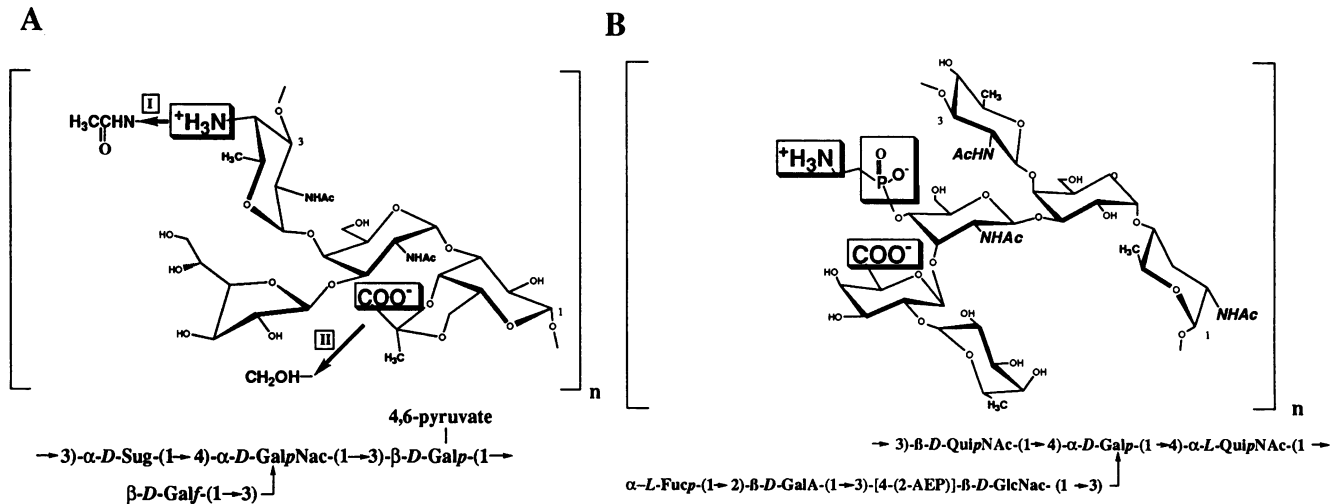 A
B
I
H₃CCHN
O
⁺H₃N
O
3
H₃C
NHAc
O
O
HO
HO
OH
O
NHAc
O
O
COO⁻
O
OH
HO
OH
O
O
1
O
II
H₃C
CH₂OH
n
4,6-pyruvate
→3)-α-D-Sug-(1→4)-α-D-GalpNac-(1→3)-β-D-Galp-(1→
β-D-Galf-(1→3)
HO
O
3
CH₃
O
AcHN
O
⁺H₃N
O
P
O⁻
O
HO
O
NHAc
O
OH
O
OH
O
H₃C
COO⁻
HO
HO
O
O
O
NHAc
O
1
OH
O
OH
OH
H₃C
n
→3)-ß-D-QuipNAc-(1→4)-α-D-Galp-(1→4)-α-L-QuipNAc-(1→
α–L-Fucp-(1→2)-ß-D-GalA-(1→3)-[4-(2-AEP)]-ß-D-GlcNac- (1→3)